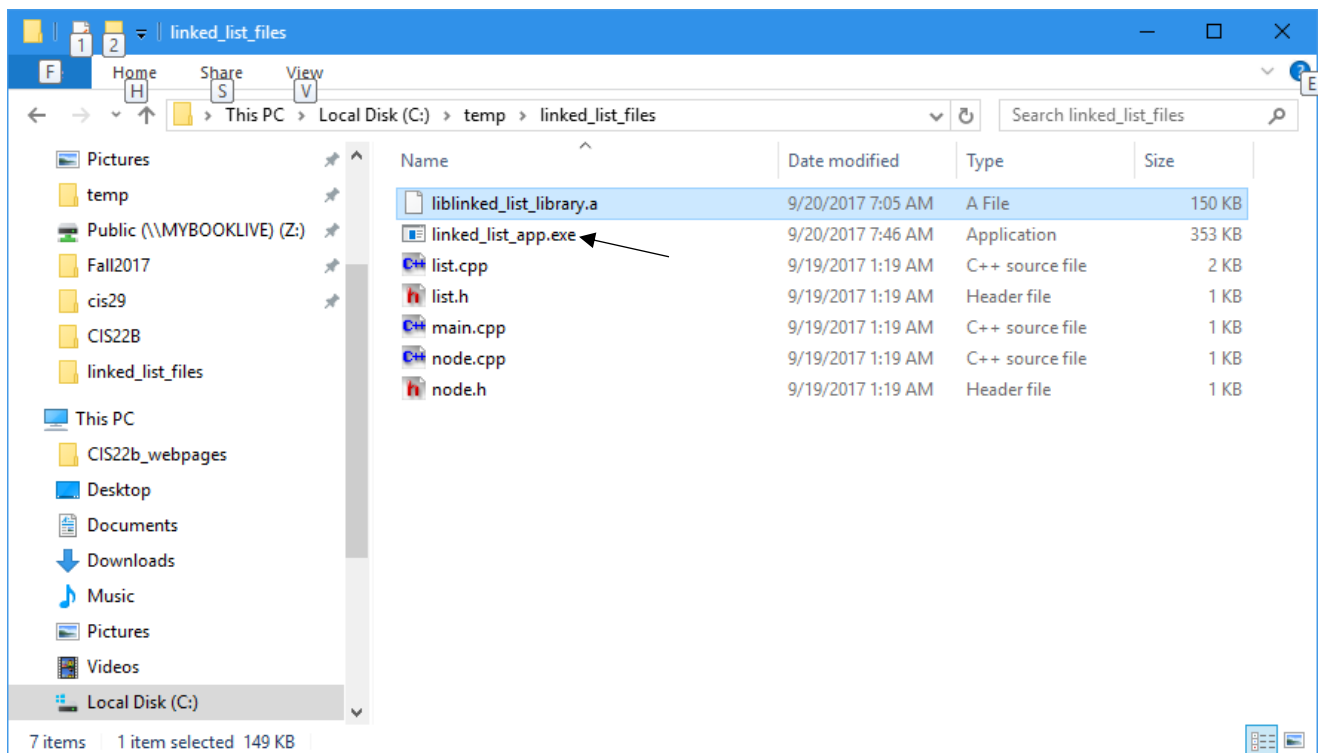 linked_list_files
1 2
F Home Share View
H S V E
This PC > Local Disk (C:) > temp > linked_list_files Search linked_list_files
Pictures
temp
Public (\\MYBOOKLIVE) (Z:)
Fall2017
cis29
CIS22B
linked_list_files
This PC
CIS22b_webpages
Desktop
Documents
Downloads
Music
Pictures
Videos
Local Disk (C:)
Name Date modified Type Size
liblinked_list_library.a 9/20/2017 7:05 AM A File 150 KB
linked_list_app.exe 9/20/2017 7:46 AM Application 353 KB
C++ list.cpp 9/19/2017 1:19 AM C++ source file 2 KB
h list.h 9/19/2017 1:19 AM Header file 1 KB
C++ main.cpp 9/19/2017 1:19 AM C++ source file 1 KB
C++ node.cpp 9/19/2017 1:19 AM C++ source file 1 KB
h node.h 9/19/2017 1:19 AM Header file 1 KB
7 items 1 item selected 149 KB